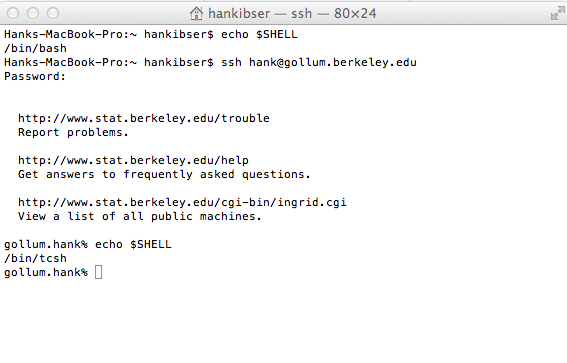 hankibser — ssh — 80×24
Hanks-MacBook-Pro:~ hankibser$ echo $SHELL
/bin/bash
Hanks-MacBook-Pro:~ hankibser$ ssh hank@gollum.berkeley.edu
Password:
http://www.stat.berkeley.edu/trouble
Report problems.
http://www.stat.berkeley.edu/help
Get answers to frequently asked questions.
http://www.stat.berkeley.edu/cgi-bin/ingrid.cgi
View a list of all public machines.
gollum.hank% echo $SHELL
/bin/tcsh
gollum.hank%